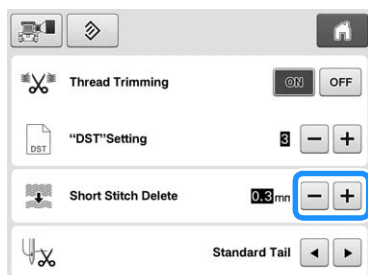 Thread Trimming ON OFF
DST "DST"Setting 3 − +
Short Stitch Delete 0.3mm − +
Standard Tail